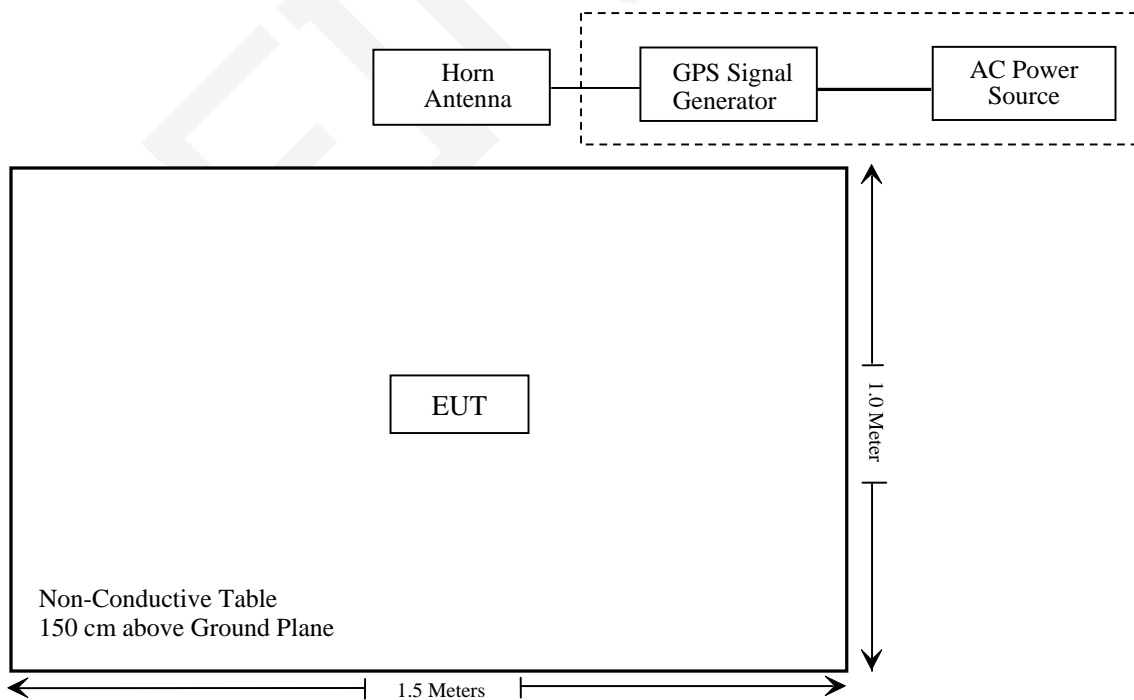 Horn
Antenna
GPS Signal
Generator
AC Power
Source
EUT
1.0 Meter
Non-Conductive Table
150 cm above Ground Plane
1.5 Meters